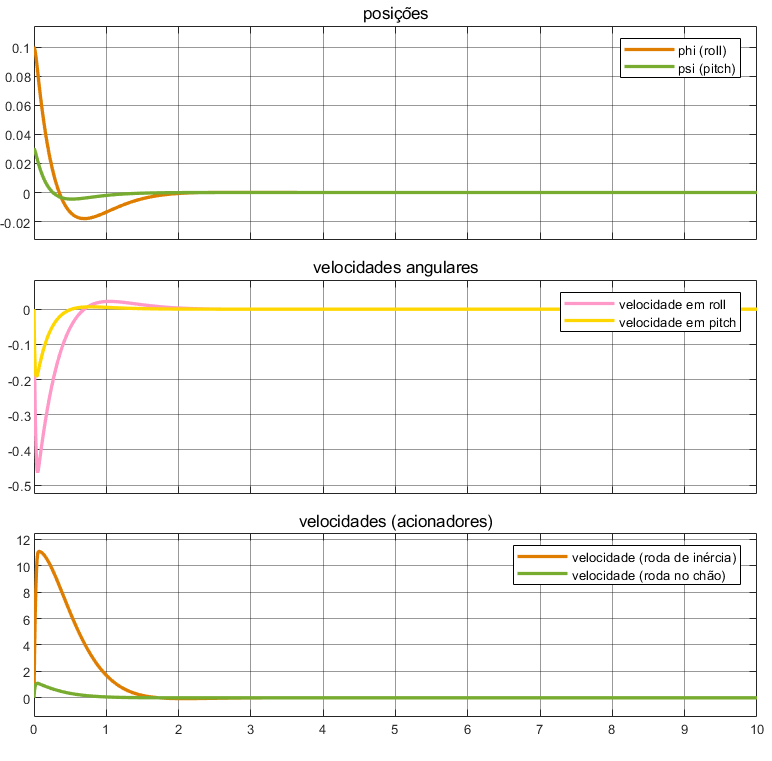 posições
0.1
0.08
0.06
0.04
0.02
0
-0.02
phi (roll)
psi (pitch)
velocidades angulares
0
-0.1
-0.2
-0.3
-0.4
-0.5
velocidade em roll
velocidade em pitch
velocidades (acionadores)
12
10
8
6
4
2
0
velocidade (roda de inércia)
velocidade (roda no chão)
0 1 2 3 4 5 6 7 8 9 10